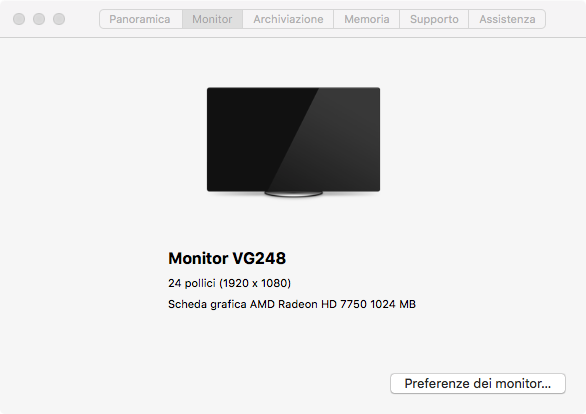 Panoramica Monitor Archiviazione Memoria Supporto Assistenza
Monitor VG248
24 pollici (1920 x 1080)
Scheda grafica AMD Radeon HD 7750 1024 MB
Preferenze dei monitor...